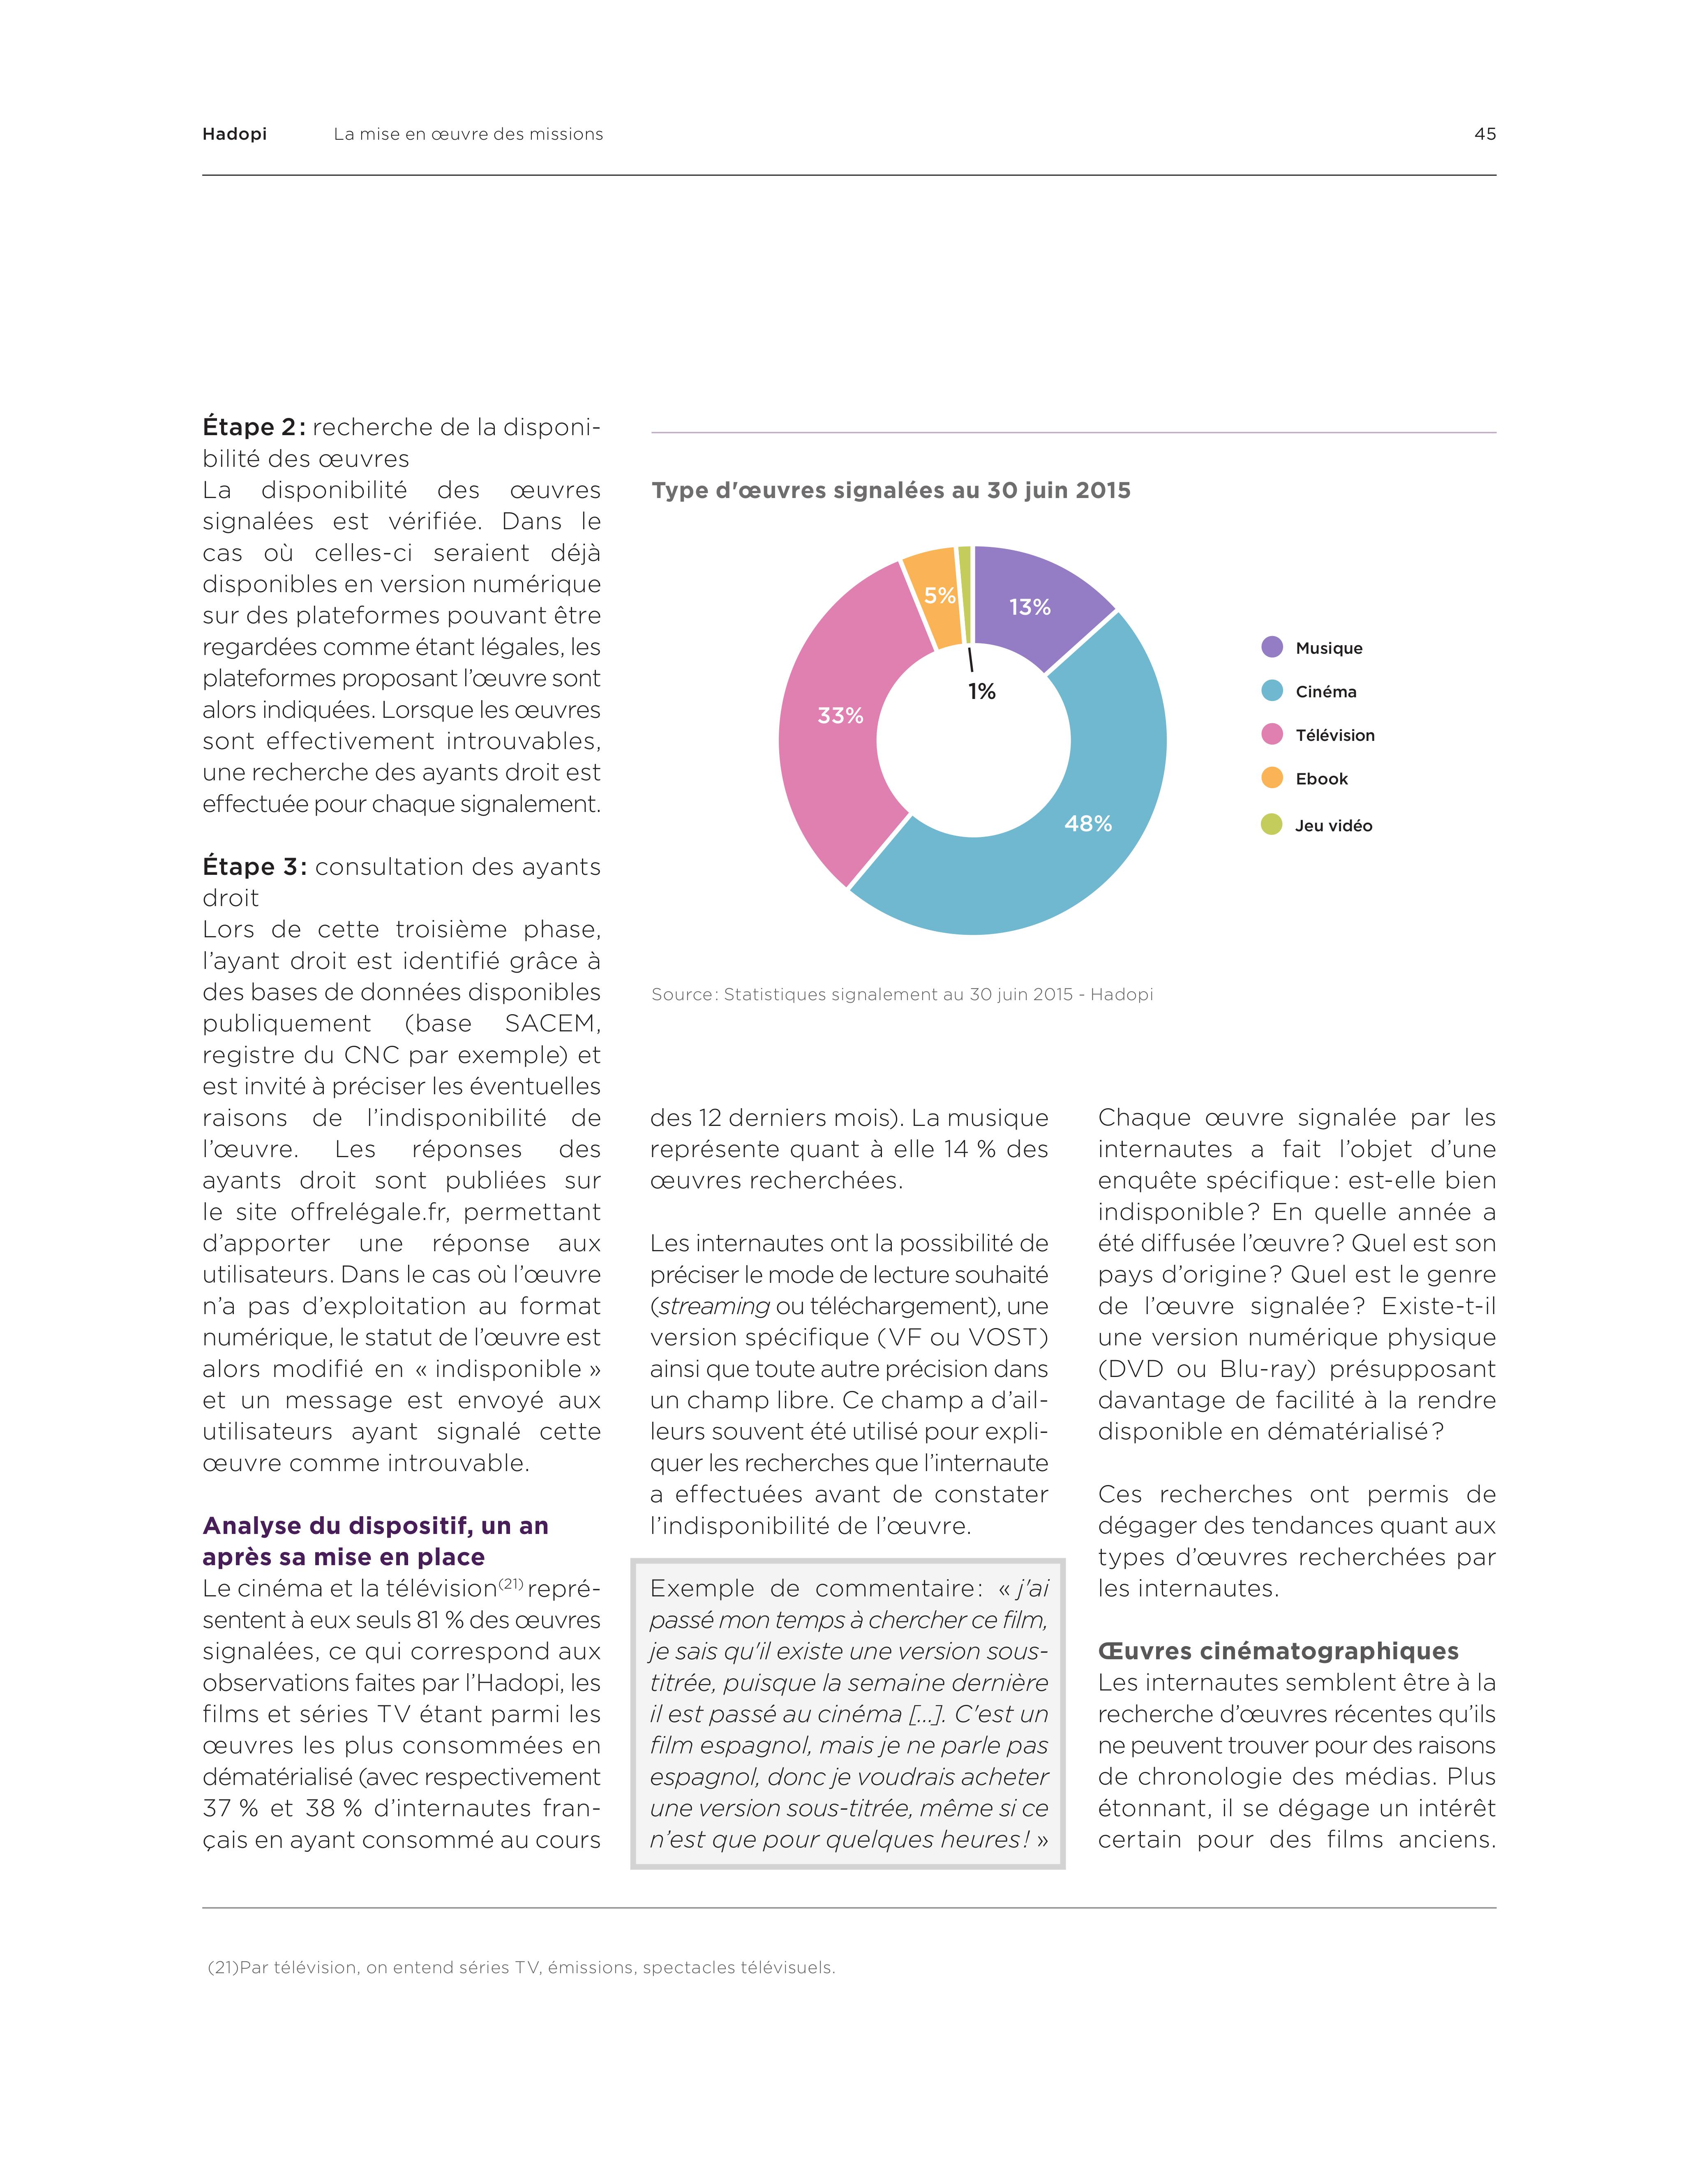 Hadopi La mise en œuvre des missions 45
Étape 2 : recherche de la disponi-
bilité des œuvres
La disponibilité des œuvres
signalées est vérifiée. Dans le
cas où celles-ci seraient déjà
disponibles en version numérique
sur des plateformes pouvant être
regardées comme étant légales, les
plateformes proposant l’œuvre sont
alors indiquées. Lorsque les œuvres
sont effectivement introuvables,
une recherche des ayants droit est
effectuée pour chaque signalement.
Étape 3 : consultation des ayants
droit
Lors de cette troisième phase,
l’ayant droit est identifié grâce à
des bases de données disponibles
publiquement (base SACEM,
registre du CNC par exemple) et
est invité à préciser les éventuelles
raisons de l’indisponibilité de
l’œuvre. Les réponses des
ayants droit sont publiées sur
le site offrelégale.fr, permettant
d’apporter une réponse aux
utilisateurs. Dans le cas où l’œuvre
n’a pas d’exploitation au format
numérique, le statut de l’œuvre est
alors modifié en « indisponible »
et un message est envoyé aux
utilisateurs ayant signalé cette
œuvre comme introuvable.
Analyse du dispositif, un an
après sa mise en place
Le cinéma et la télévision(21) repré-
sentent à eux seuls 81 % des œuvres
signalées, ce qui correspond aux
observations faites par l’Hadopi, les
films et séries TV étant parmi les
œuvres les plus consommées en
dématérialisé (avec respectivement
37 % et 38 % d’internautes fran-
çais en ayant consommé au cours
Type d'œuvres signalées au 30 juin 2015
5%
13%
1%
33%
48%
Musique
Cinéma
Télévision
Ebook
Jeu vidéo
Source : Statistiques signalement au 30 juin 2015 - Hadopi
des 12 derniers mois). La musique
représente quant à elle 14 % des
œuvres recherchées.
Les internautes ont la possibilité de
préciser le mode de lecture souhaité
(streaming ou téléchargement), une
version spécifique (VF ou VOST)
ainsi que toute autre précision dans
un champ libre. Ce champ a d’ail-
leurs souvent été utilisé pour expli-
quer les recherches que l’internaute
a effectuées avant de constater
l’indisponibilité de l’œuvre.
Exemple de commentaire : « j'ai
passé mon temps à chercher ce film,
je sais qu'il existe une version sous-
titrée, puisque la semaine dernière
il est passé au cinéma [...]. C'est un
film espagnol, mais je ne parle pas
espagnol, donc je voudrais acheter
une version sous-titrée, même si ce
n’est que pour quelques heures ! »
Chaque œuvre signalée par les
internautes a fait l’objet d’une
enquête spécifique : est-elle bien
indisponible ? En quelle année a
été diffusée l’œuvre ? Quel est son
pays d’origine ? Quel est le genre
de l’œuvre signalée ? Existe-t-il
une version numérique physique
(DVD ou Blu-ray) présupposant
davantage de facilité à la rendre
disponible en dématérialisé ?
Ces recherches ont permis de
dégager des tendances quant aux
types d’œuvres recherchées par
les internautes.
Œuvres cinématographiques
Les internautes semblent être à la
recherche d’œuvres récentes qu’ils
ne peuvent trouver pour des raisons
de chronologie des médias. Plus
étonnant, il se dégage un intérêt
certain pour des films anciens.
(21)Par télévision, on entend séries TV, émissions, spectacles télévisuels.